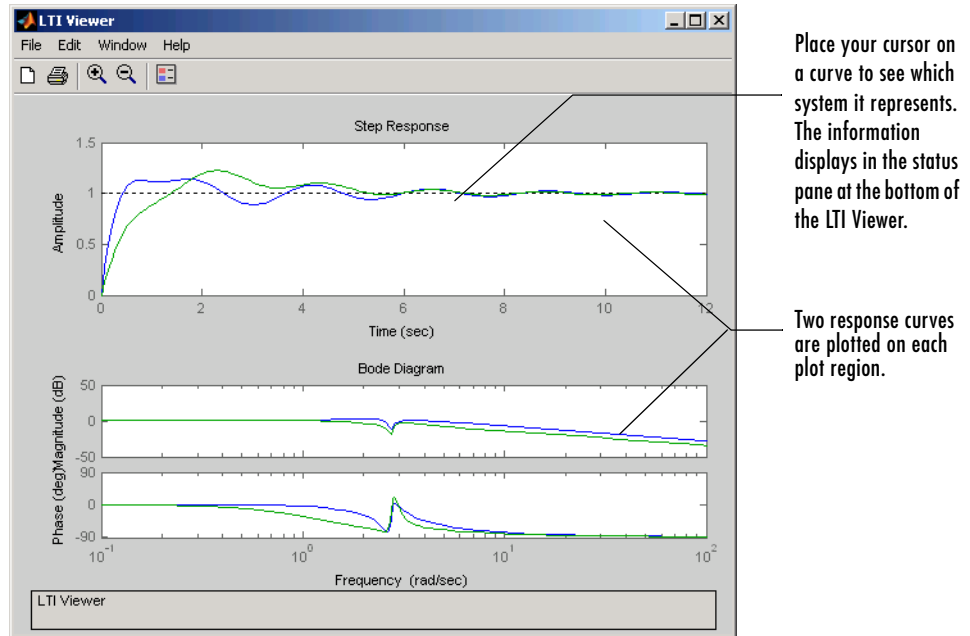 LTI Viewer
File Edit Window Help
Place your cursor on
a curve to see which
system it represents.
The information
displays in the status
pane at the bottom of
the LTI Viewer.
Step Response
1.5
1
0.5
0
Amplitude
0 2 4 6 8 10 12
Time (sec)
Two response curves
are plotted on each
plot region.
Bode Diagram
50
0
-50
Magnitude (dB)
90
0
-90
Phase (deg)
10^-1 10^0 10^1 10^2
Frequency (rad/sec)
LTI Viewer